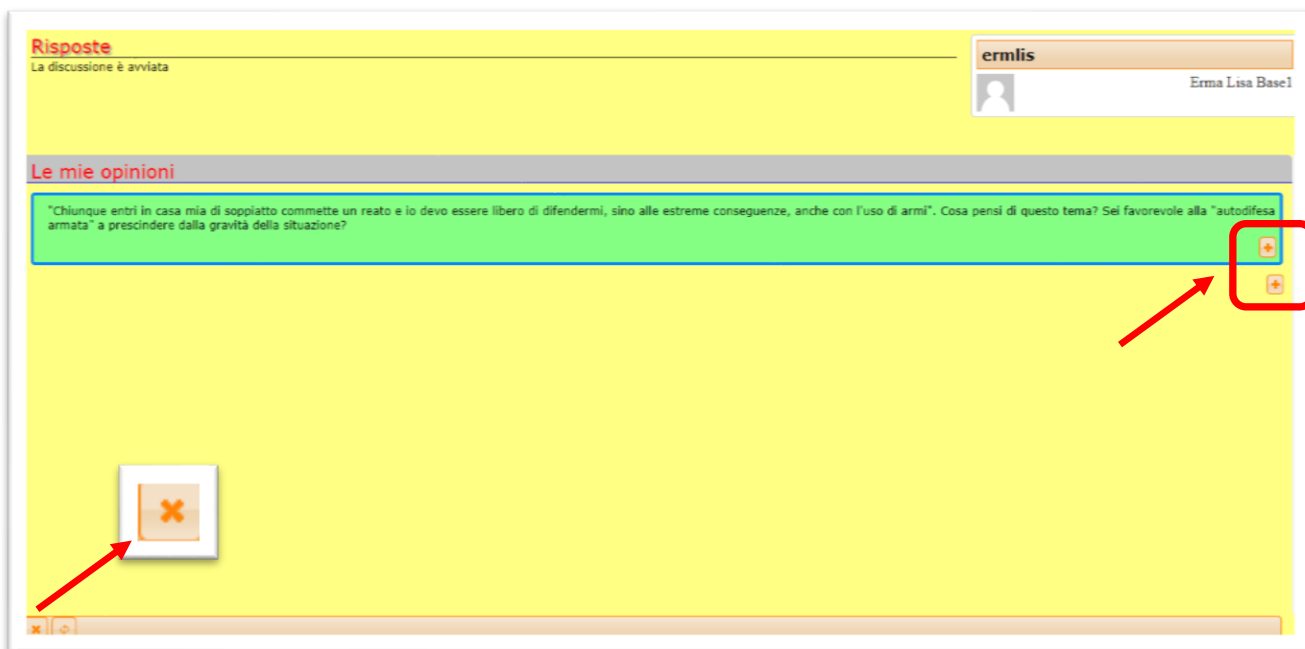 Risposte
La discussione è avviata
ermlis
Erma Lisa Base1
Le mie opinioni
"Chiunque entri in casa mia di soppiatto commette un reato e io devo essere libero di difendermi, sino alle estreme conseguenze, anche con l'uso di armi". Cosa pensi di questo tema? Sei favorevole alla "autodifesa
armata" a prescindere dalla gravità della situazione?